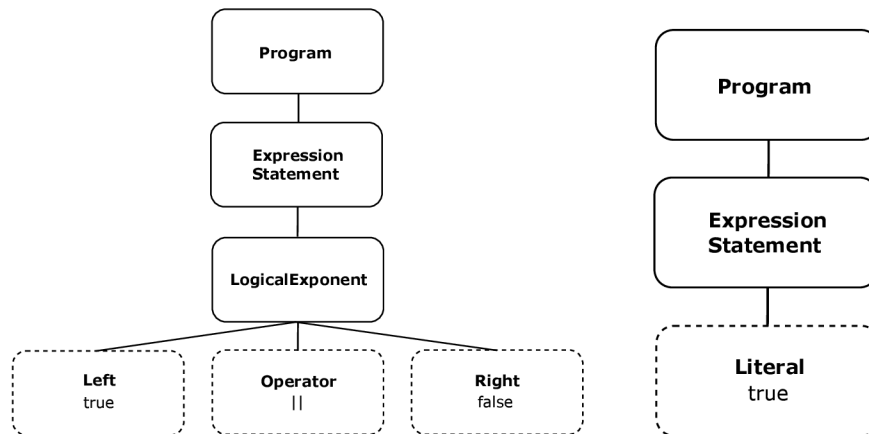 Program
Expression
Statement
LogicalExponent
Left
true
Operator
||
Right
false
Program
Expression
Statement
Literal
true